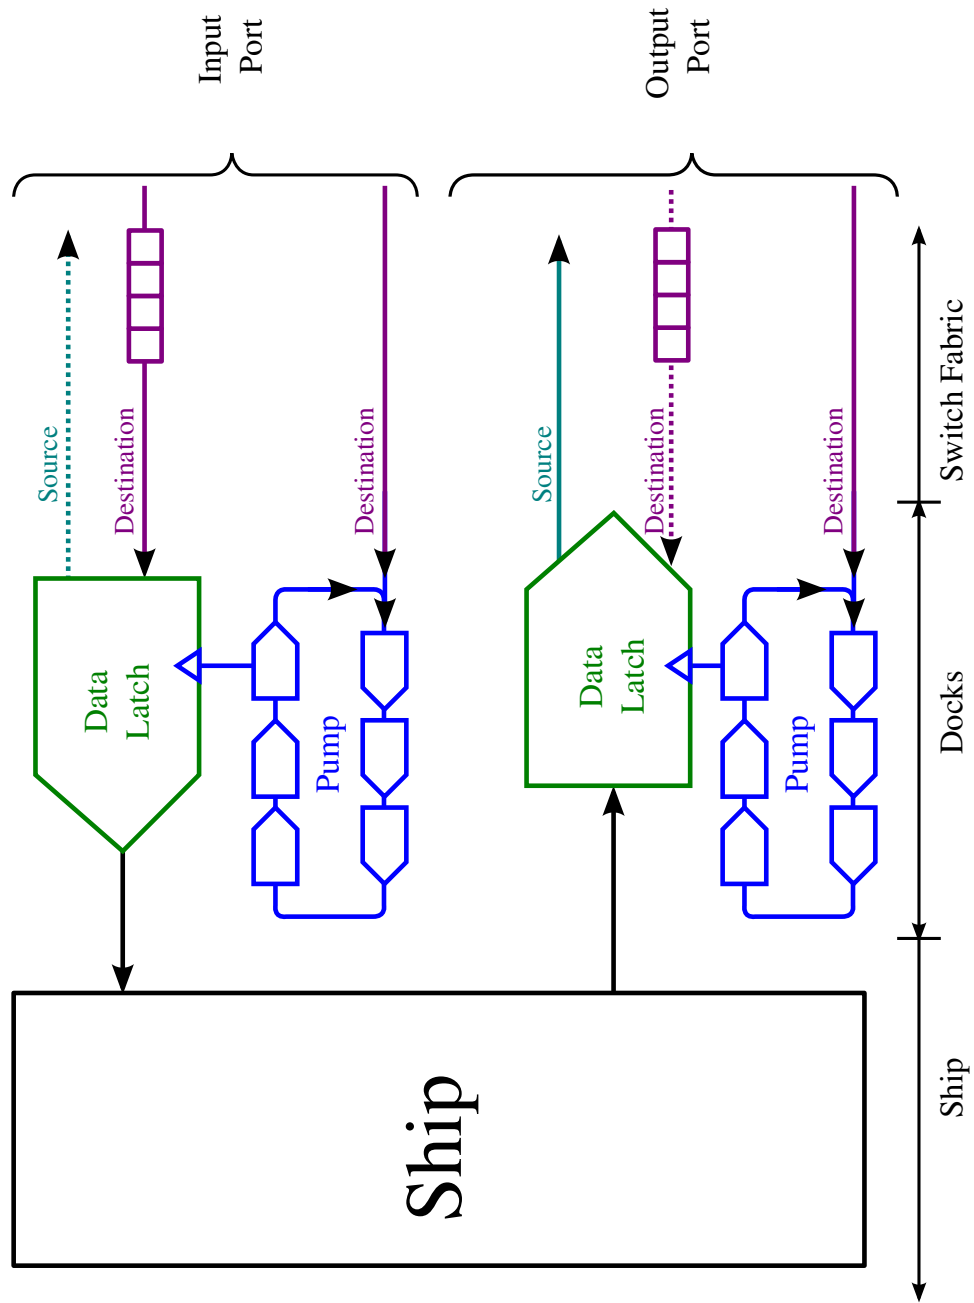 Input
Port
Source
Destination
Destination
Data
Latch
Pump
Output
Port
Source
Destination
Destination
Data
Latch
Pump
Ship
Ship
Docks
Switch Fabric